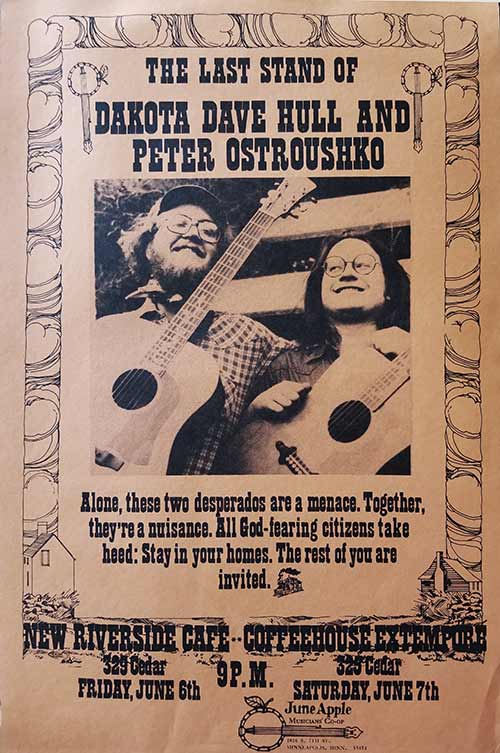 THE LAST STAND OF
DAKOTA DAVE HULL AND
PETER OSTROUSHKO
Alone, these two desperados are a menace. Together,
they're a nuisance. All God-fearing citizens take
heed: Stay in your homes. The rest of you are
invited.
NEW RIVERSIDE CAFE -- COFFEEHOUSE EXTEMPORE
329 Cedar 9 P.M. 325 Cedar
FRIDAY, JUNE 6th SATURDAY, JUNE 7th
June Apple
MUSICIANS' CO-OP
MINNEAPOLIS, MINN.